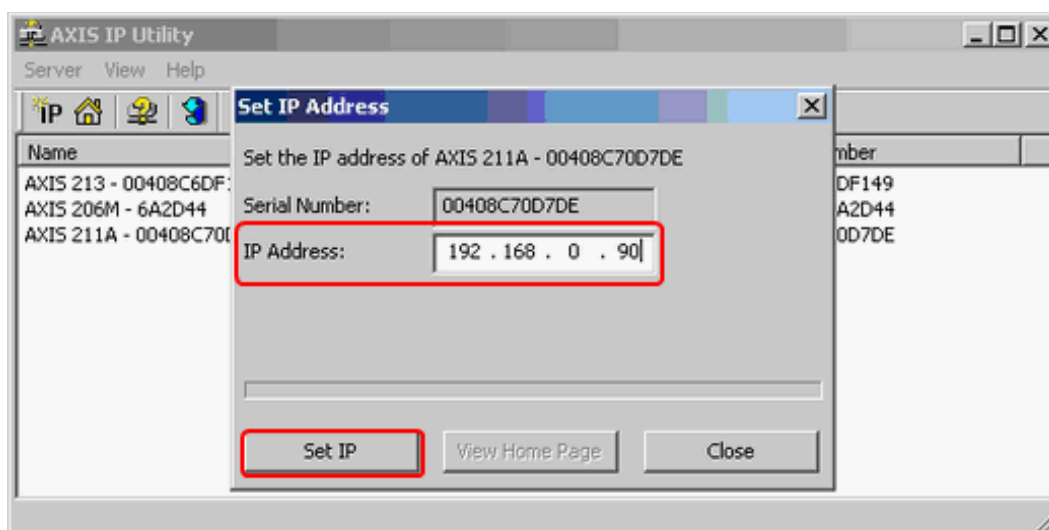 AXIS IP Utility
Server View Help
IP
Set IP Address
Name
mber
Set the IP address of AXIS 211A - 00408C70D7DE
AXIS 213 - 00408C6DF
DF149
AXIS 206M - 6A2D44
A2D44
AXIS 211A - 00408C70
0D7DE
Serial Number: 00408C70D7DE
IP Address: 192 . 168 . 0 . 90
Set IP
View Home Page
Close